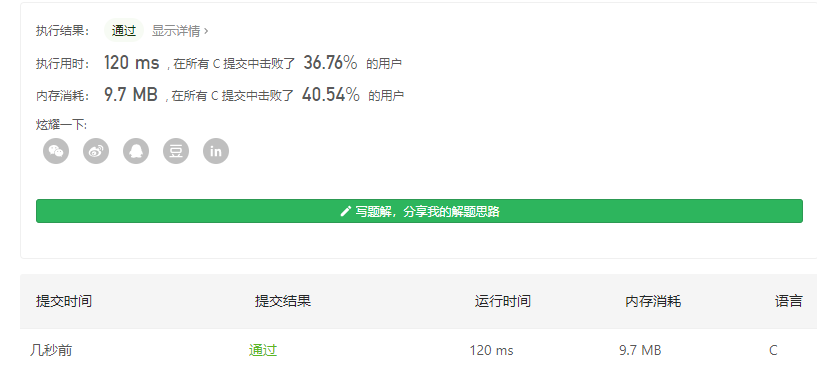 执行结果： 通过 显示详情 ›
执行用时： 120 ms , 在所有 C 提交中击败了 36.76% 的用户
内存消耗： 9.7 MB , 在所有 C 提交中击败了 40.54% 的用户
炫耀一下:
豆 in
写题解，分享我的解题思路
提交时间 提交结果 运行时间 内存消耗 语言
几秒前 通过 120 ms 9.7 MB C